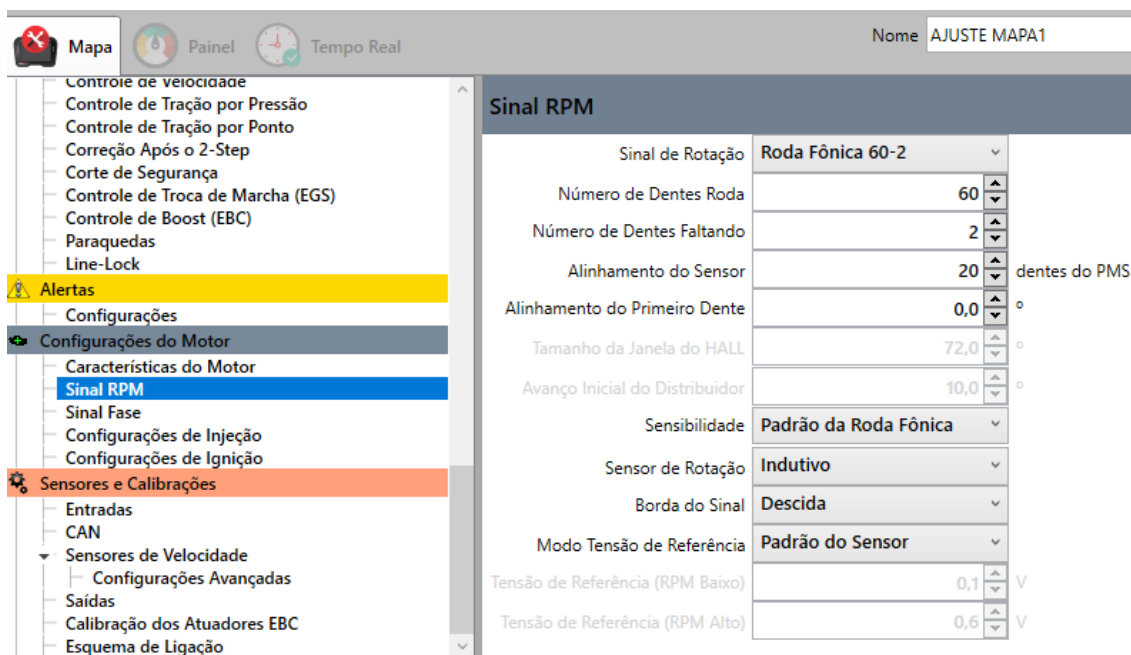 Mapa
Painel
Tempo Real
Nome AJUSTE MAPA1
Controle de Velocidade
Controle de Tração por Pressão
Controle de Tração por Ponto
Correção Após o 2-Step
Corte de Segurança
Controle de Troca de Marcha (EGS)
Controle de Boost (EBC)
Paraquedas
Line-Lock
Alertas
Configurações
Configurações do Motor
Características do Motor
Sinal RPM
Sinal Fase
Configurações de Injeção
Configurações de Ignição
Sensores e Calibrações
Entradas
CAN
Sensores de Velocidade
Configurações Avançadas
Saídas
Calibração dos Atuadores EBC
Esquema de Ligação
Sinal RPM
Sinal de Rotação Roda Fônica 60-2
Número de Dentes Roda 60
Número de Dentes Faltando 2
Alinhamento do Sensor 20 dentes do PMS
Alinhamento do Primeiro Dente 0,0 °
Tamanho da Janela do HALL 72,0 °
Avanço Inicial do Distribuidor 10,0 °
Sensibilidade Padrão da Roda Fônica
Sensor de Rotação Indutivo
Borda do Sinal Descida
Modo Tensão de Referência Padrão do Sensor
Tensão de Referência (RPM Baixo) 0,1 V
Tensão de Referência (RPM Alto) 0,6 V